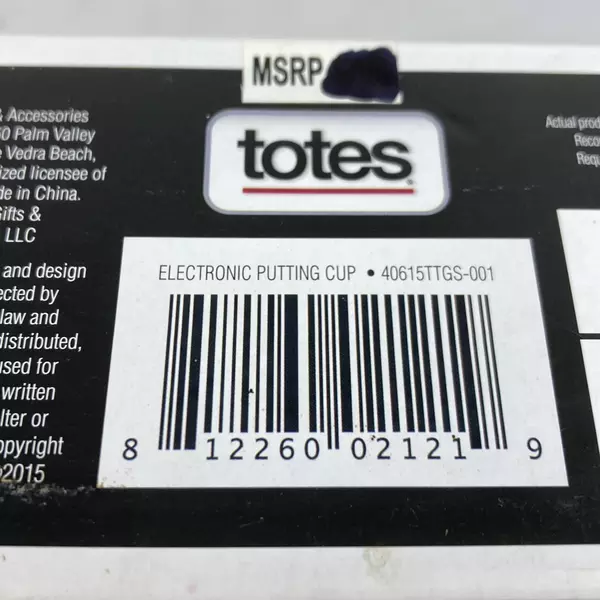 MSRP
totes
& Accessories
0 Palm Valley
Vedra Beach,
ized licensee of
de in China.
Gifts &
LLC
and design
ected by
law and
distributed,
used for
written
lter or
opyright
2015
Actual prod
Reco
Requ
ELECTRONIC PUTTING CUP • 40615TTGS-001
8 12260 02121 9